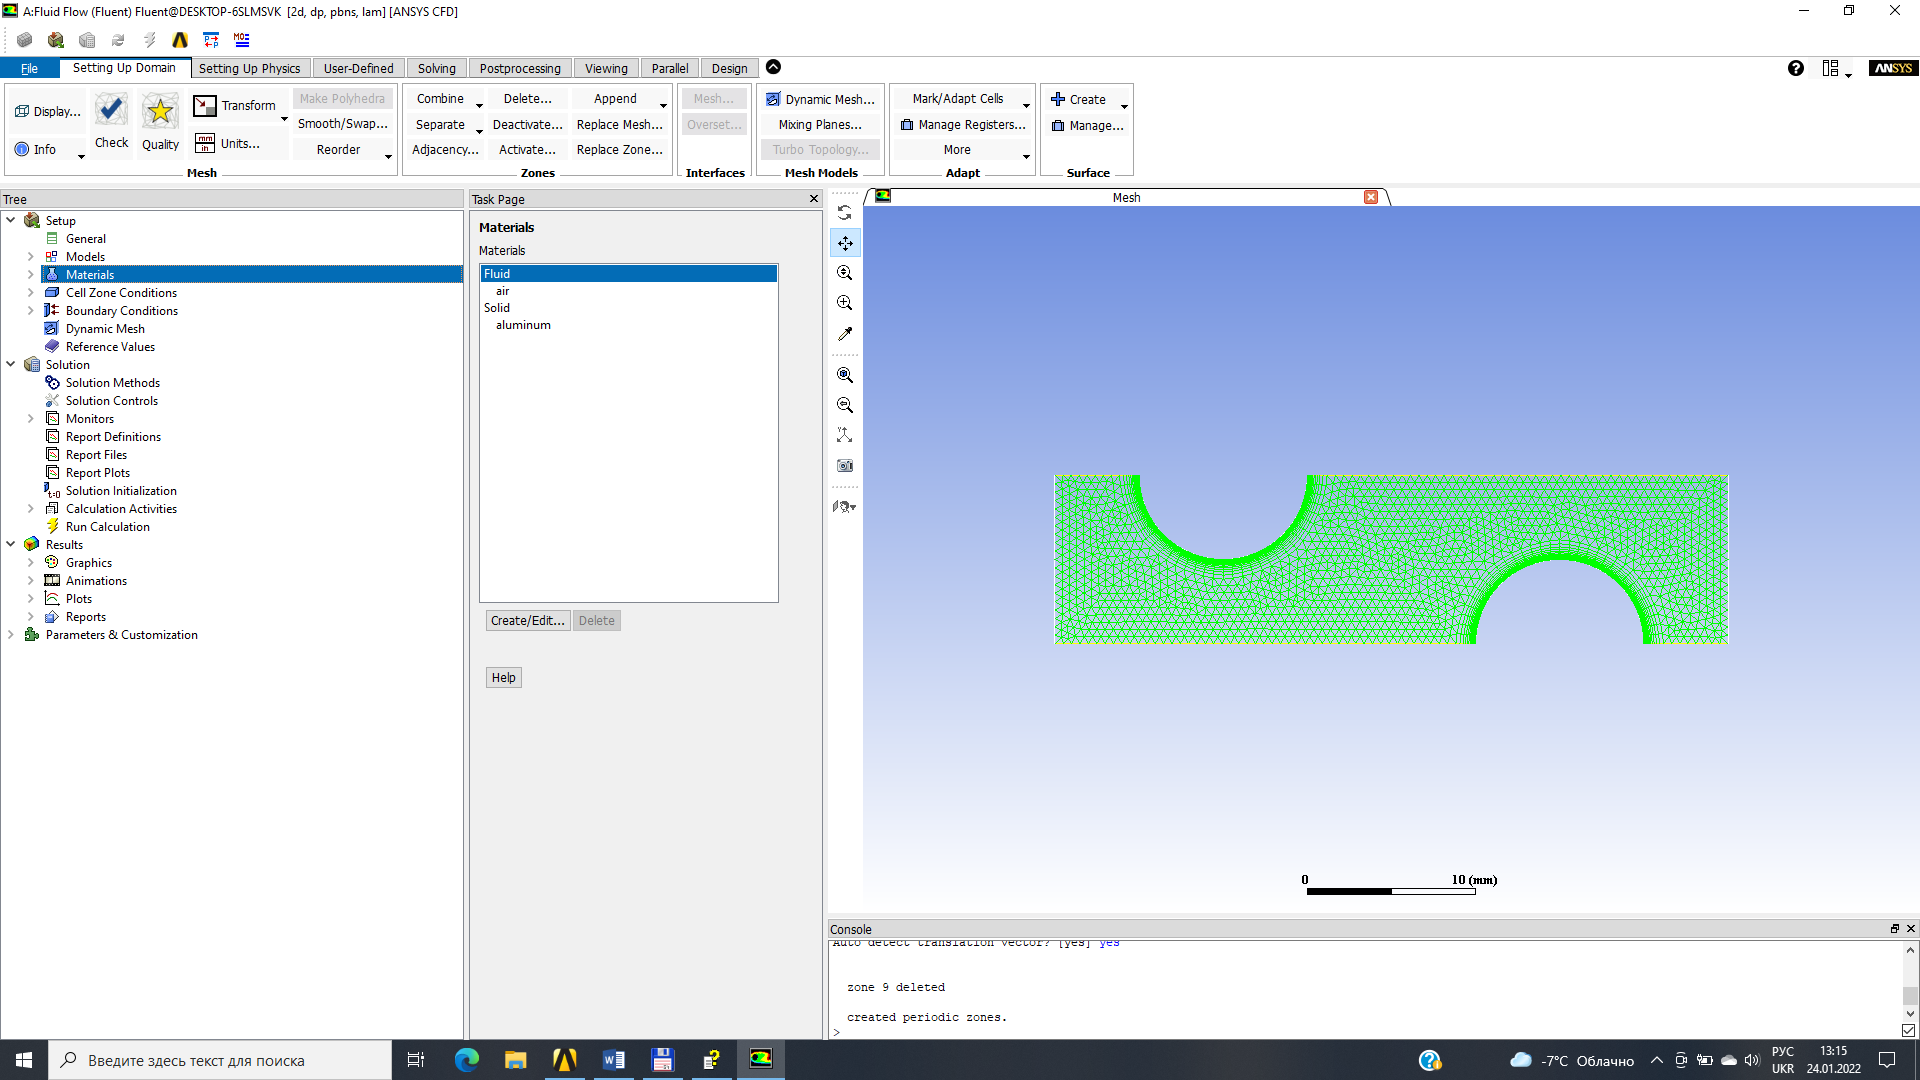 A:Fluid Flow (Fluent) Fluent@DESKTOP-6SLMSVK [2d, dp, pbns, lam] [ANSYS CFD]
File
Setting Up Domain
Setting Up Physics
User-Defined
Solving
Postprocessing
Viewing
Parallel
Design
ANSYS
Display...
Info
Check
Quality
Transform
Units...
Make Polyhedra
Smooth/Swap...
Reorder
Mesh
Combine
Delete...
Append
Separate
Deactivate...
Replace Mesh...
Adjacency...
Activate...
Replace Zone...
Zones
Mesh...
Overset...
Interfaces
Dynamic Mesh...
Mixing Planes...
Turbo Topology...
Mesh Models
Mark/Adapt Cells
Manage Registers...
More
Adapt
Create
Manage...
Surface
Tree
Setup
General
Models
Materials
Cell Zone Conditions
Boundary Conditions
Dynamic Mesh
Reference Values
Solution
Solution Methods
Solution Controls
Monitors
Report Definitions
Report Files
Report Plots
Solution Initialization
Calculation Activities
Run Calculation
Results
Graphics
Animations
Plots
Reports
Parameters & Customization
Task Page
Materials
Materials
Fluid
air
Solid
aluminum
Create/Edit...
Delete
Help
Mesh
0
10 (mm)
Console
Auto detect translation vector? [yes] yes
zone 9 deleted
created periodic zones.
>
Введите здесь текст для поиска
-7°C Облачно
РУС
UKR
13:15
24.01.2022